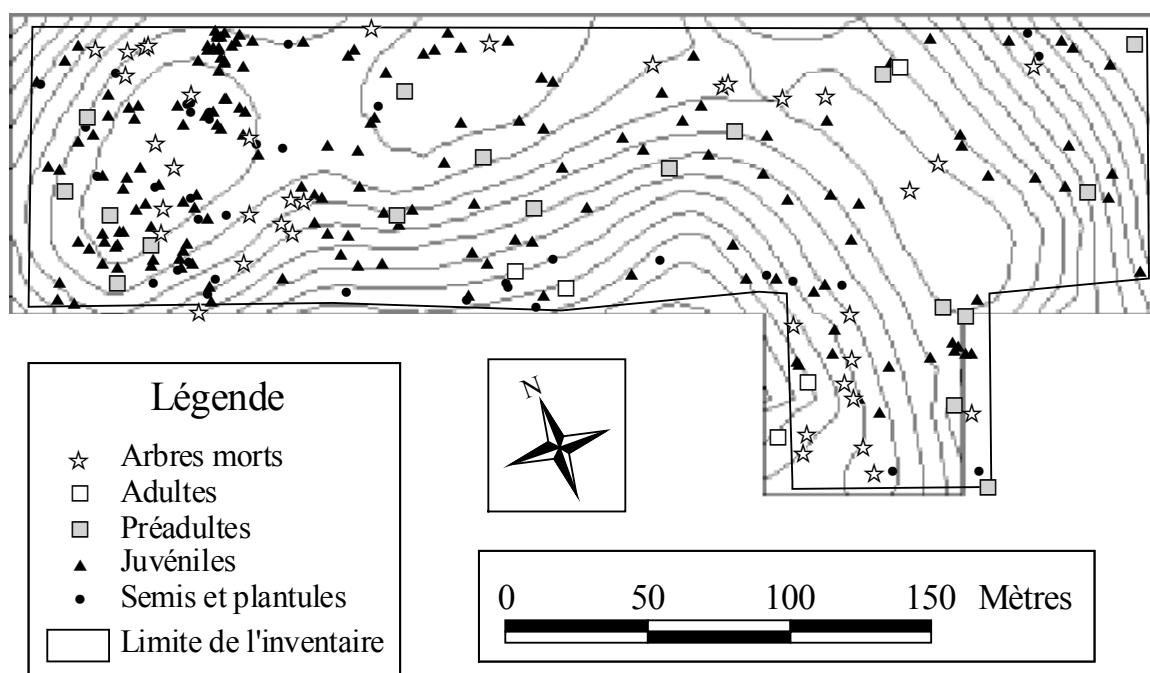 Légende
Arbres morts
Adultes
Préadultes
Juvéniles
Semis et plantules
Limite de l'inventaire
N
0 50 100 150 Mètres